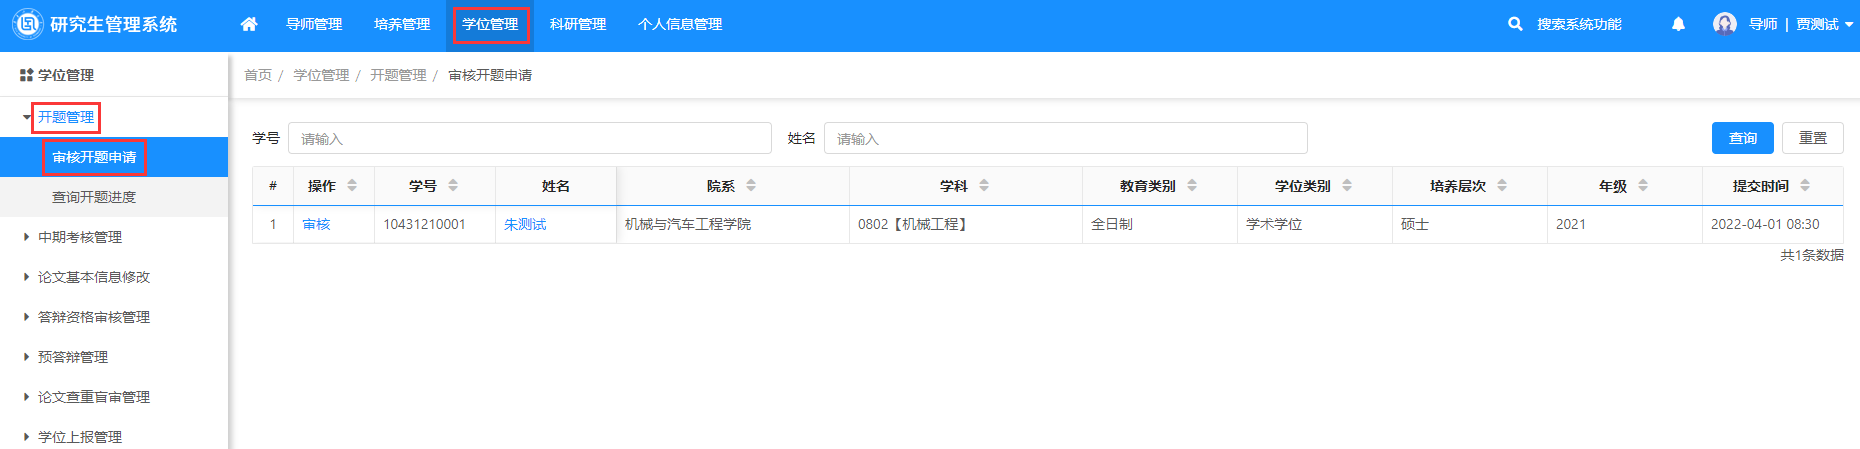 研究生管理系统 导师管理 培养管理 学位管理 科研管理 个人信息管理 搜索系统功能 导师 | 贾测试
学位管理
首页 / 学位管理 / 开题管理 / 审核开题申请
开题管理
审核开题申请
查询开题进度
中期考核管理
论文基本信息修改
答辩资格审核管理
预答辩管理
论文查重盲审管理
学位上报管理
学号 请输入 姓名 请输入 查询 重置
# 操作 学号 姓名 院系 学科 教育类别 学位类别 培养层次 年级 提交时间
1 审核 10431210001 朱测试 机械与汽车工程学院 0802【机械工程】 全日制 学术学位 硕士 2021 2022-04-01 08:30
共1条数据